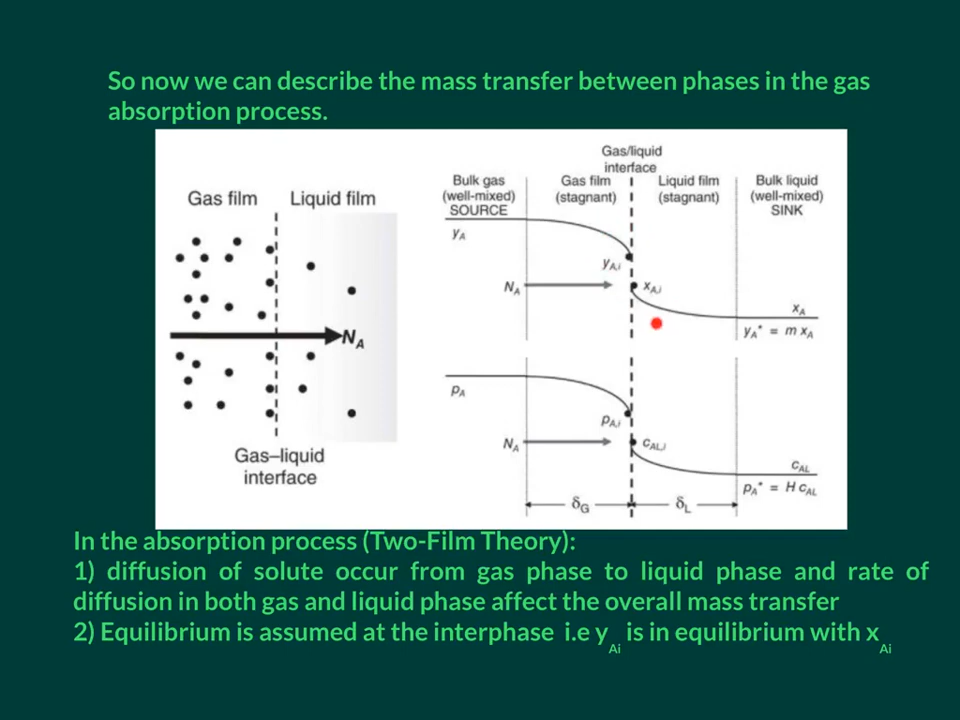 So now we can describe the mass transfer between phases in the gas
absorption process.
Gas film
Liquid film
N_A
Gas–liquid
interface
Gas/liquid
interface
Bulk gas
(well-mixed)
SOURCE
Gas film
(stagnant)
Liquid film
(stagnant)
Bulk liquid
(well-mixed)
SINK
y_A
y_A,i
N_A
x_A,i
x_A
y_A* = m x_A
p_A
p_A,i
N_A
c_AL,i
c_AL
p_A* = H c_AL
δ_G
δ_L
In the absorption process (Two-Film Theory):
1) diffusion of solute occur from gas phase to liquid phase and rate of
diffusion in both gas and liquid phase affect the overall mass transfer
2) Equilibrium is assumed at the interphase i.e y_Ai is in equilibrium with x_Ai